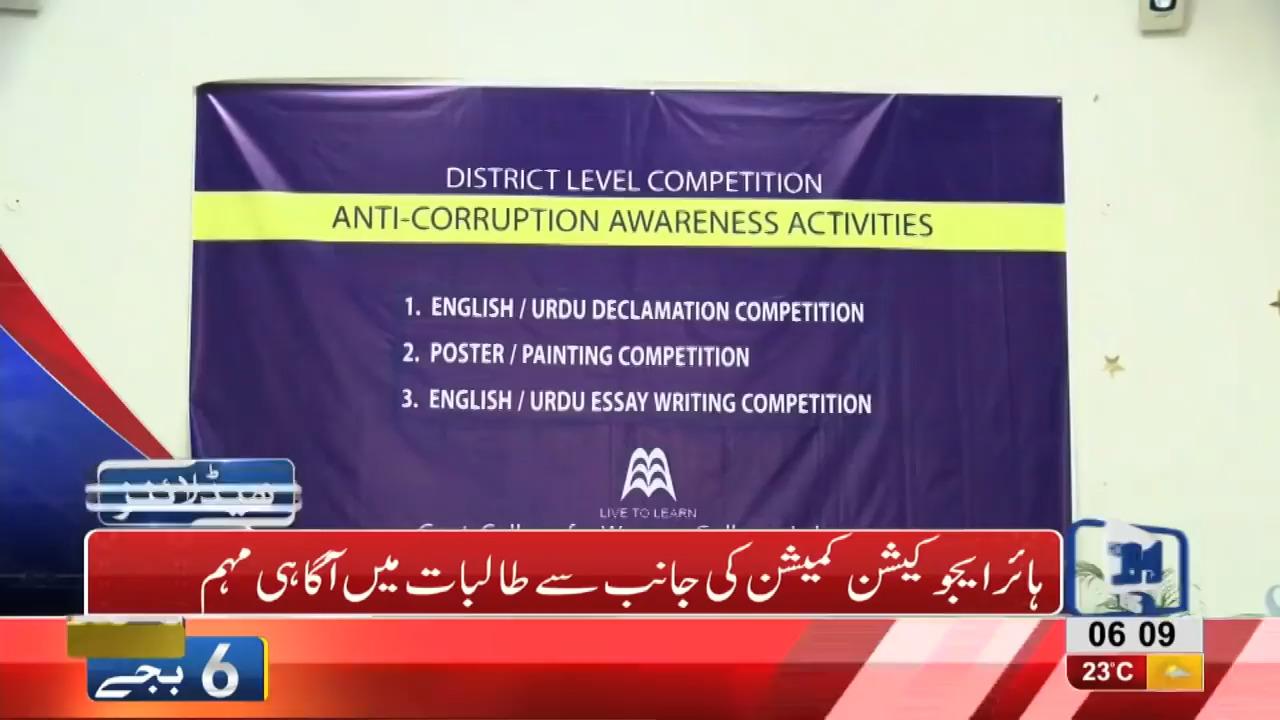 DISTRICT LEVEL COMPETITION
ANTI-CORRUPTION AWARENESS ACTIVITIES
1. ENGLISH / URDU DECLAMATION COMPETITION
2. POSTER / PAINTING COMPETITION
3. ENGLISH / URDU ESSAY WRITING COMPETITION
LIVE TO LEARN
ہیڈلائنز
ہائر ایجوکیشن کمیشن کی جانب سے طالبات میں آگاہی مہم
6 بجے
06 09
23°C